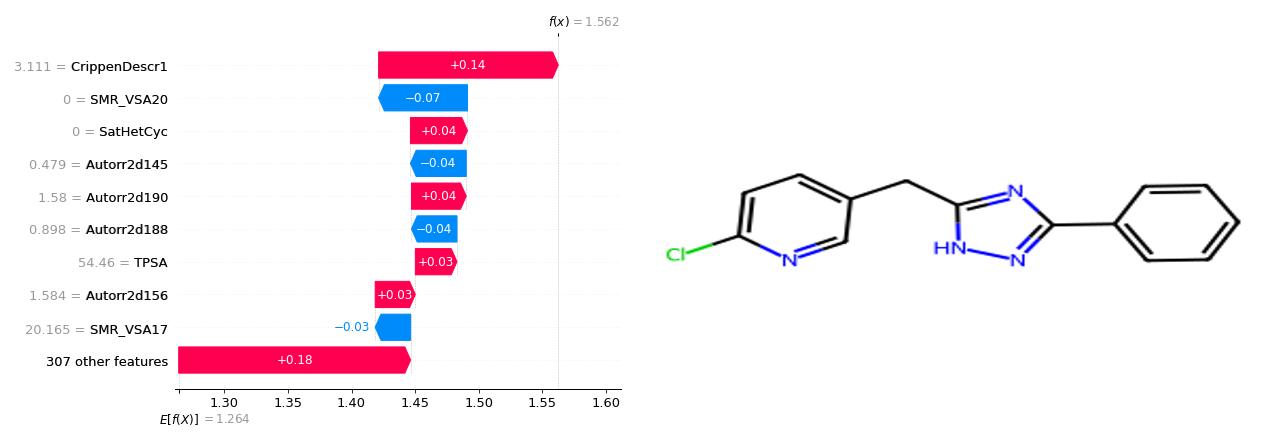 f(x) = 1.562
3.111 = CrippenDescr1
+0.14
0 = SMR_VSA20
−0.07
0 = SatHetCyc
+0.04
0.479 = Autorr2d145
−0.04
1.58 = Autorr2d190
+0.04
0.898 = Autorr2d188
−0.04
54.46 = TPSA
+0.03
1.584 = Autorr2d156
+0.03
20.165 = SMR_VSA17
−0.03
307 other features
+0.18
1.30 1.35 1.40 1.45 1.50 1.55 1.60
E[f(X)] = 1.264
N
HN
N
Cl
N